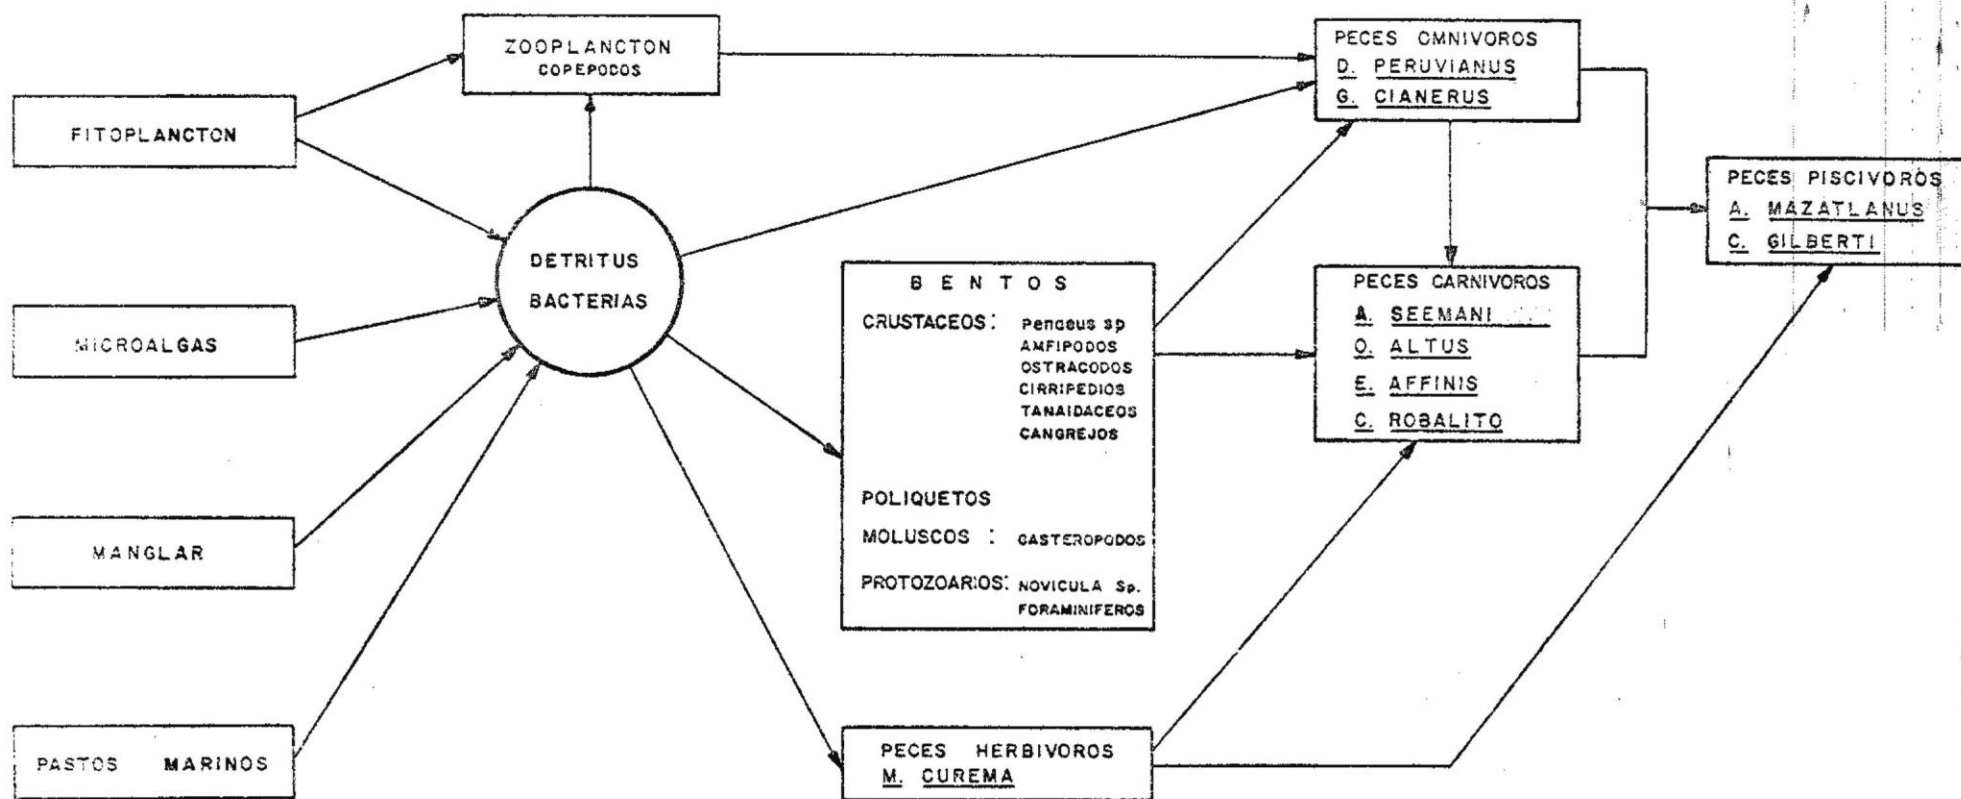 ZOOPLANCTON
COPEPODOS
PECES OMNIVOROS
D. PERUVIANUS
G. CIANERUS
FITOPLANCTON
PECES PISCIVOROS
A. MAZATLANUS
C. GILBERTI
DETRITUS
BACTERIAS
BENTOS
CRUSTACEOS: Penaeus sp
AMFIPODOS
OSTRACODOS
CIRRIPEDIOS
TANAIDACEOS
CANGREJOS
POLIQUETOS
MOLUSCOS : GASTEROPODOS
PROTOZOARIOS: NOVICULA Sp.
FORAMINIFEROS
PECES CARNIVOROS
A. SEEMANI
O. ALTUS
E. AFFINIS
C. ROBALITO
MICROALGAS
MANGLAR
PASTOS MARINOS
PECES HERBIVOROS
M. CUREMA